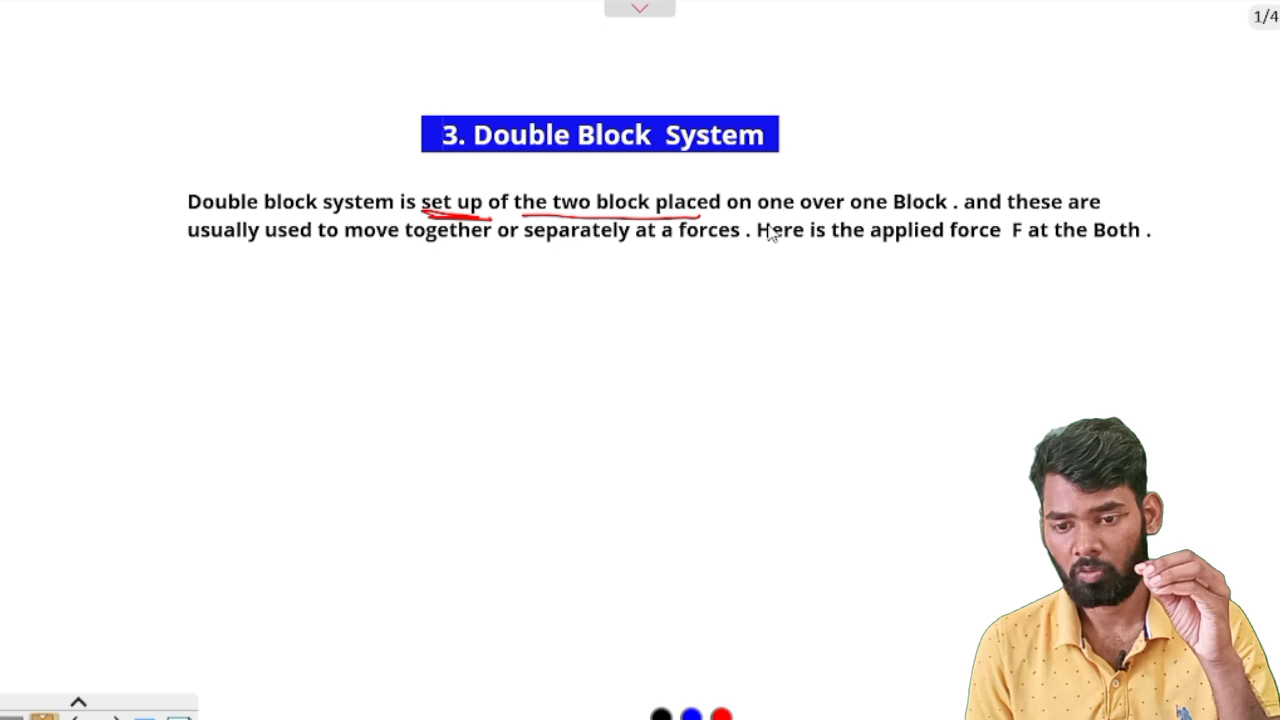 1/4
3. Double Block System
Double block system is set up of the two block placed on one over one Block . and these are
usually used to move together or separately at a forces . Here is the applied force F at the Both .